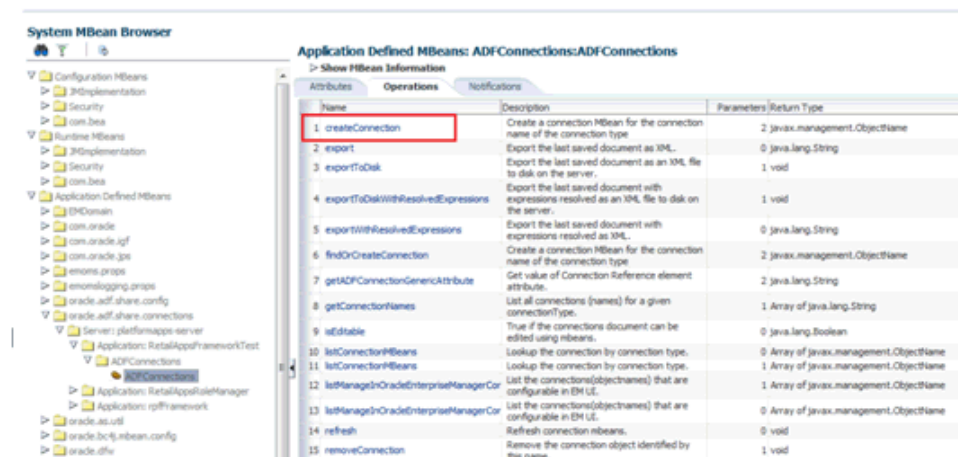 System MBean Browser
Configuration MBeans
JMImplementation
Security
com.bea
Runtime MBeans
JMImplementation
Security
com.bea
Application Defined MBeans
EMDomain
com.oracle
com.oracle.igf
com.oracle.jps
emoms.props
emomslogging.props
oracle.adf.share.config
oracle.adf.share.connections
Server: platformapps-server
Application: RetailAppsFrameworkTest
ADFConnections
ADFConnections
Application: RetailAppsRoleManager
Application: rpffFramework
oracle.as.util
oracle.bc4j.mbean.config
oracle.dfw
Application Defined MBeans: ADFConnections:ADFConnections
Show MBean Information
Attributes Operations Notifications
Name Description Parameters Return Type
1 createConnection Create a connection MBean for the connection 2 javax.management.ObjectName
name of the connection type
2 export Export the last saved document as XML. 0 java.lang.String
3 exportToDisk Export the last saved document as an XML file 1 void
to disk on the server.
4 exportToDiskWithResolvedExpressions Export the last saved document with 1 void
expressions resolved as an XML file to disk on
the server.
5 exportWithResolvedExpressions Export the last saved document with 0 java.lang.String
expressions resolved as XML.
6 findOrCreateConnection Create a connection MBean for the connection 2 javax.management.ObjectName
name of the connection type
7 getADFConnectionGenericAttribute Get value of Connection Reference element 2 java.lang.String
attribute.
8 getConnectionNames List all connections (names) for a given 1 Array of java.lang.String
connectionType.
9 isEditable True if the connections document can be 0 java.lang.Boolean
edited using mbeans.
10 listConnectionMBeans Lookup the connection by connection type. 0 Array of javax.management.ObjectName
11 listConnectionMBeans Lookup the connection by connection type. 1 Array of javax.management.ObjectName
12 listManageInOracleEnterpriseManagerCor List the connections(objectnames) that are 1 Array of javax.management.ObjectName
configurable in EM UI.
13 listManageInOracleEnterpriseManagerCor List the connections(objectnames) that are 0 Array of javax.management.ObjectName
configurable in EM UI.
14 refresh Refresh connection mbeans. 0 void
15 removeConnection Remove the connection object identified by 1 void
this name.